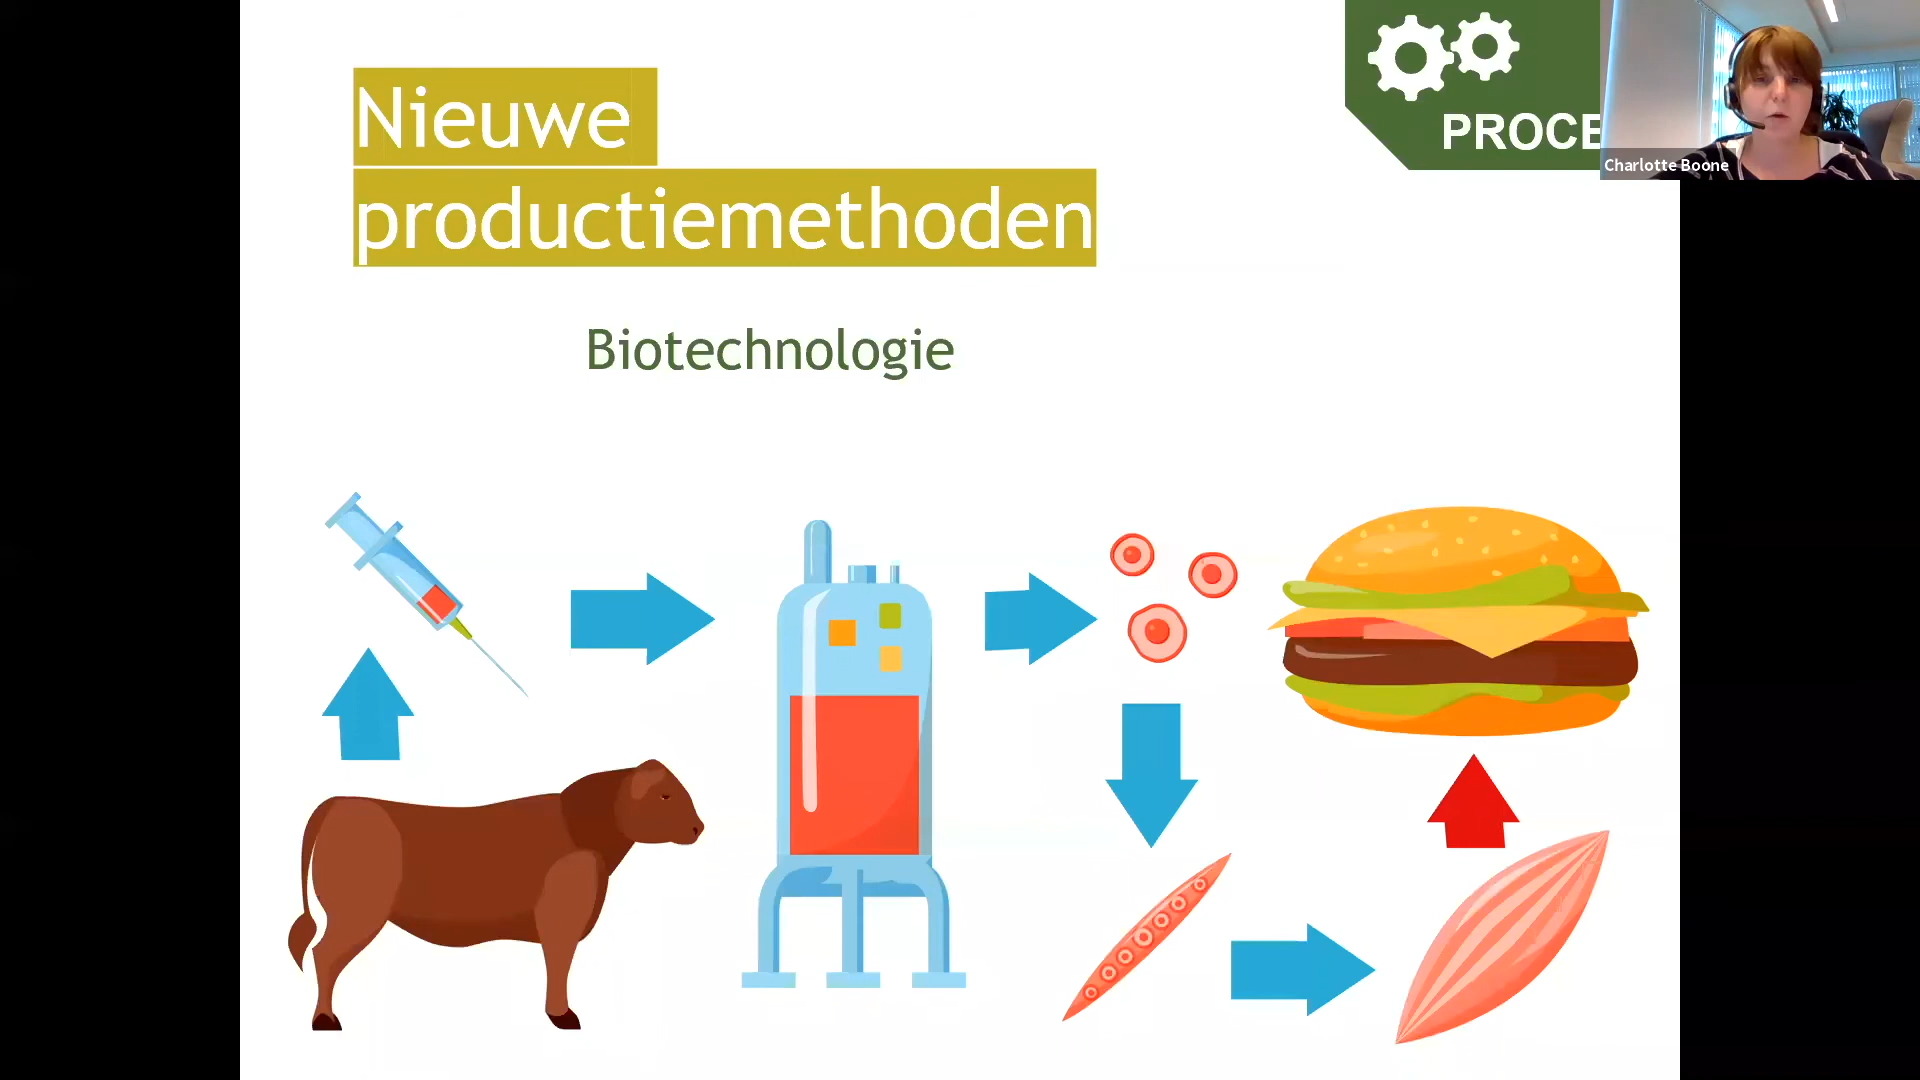 Nieuwe
productiemethoden
PROCE
Charlotte Boone
Biotechnologie